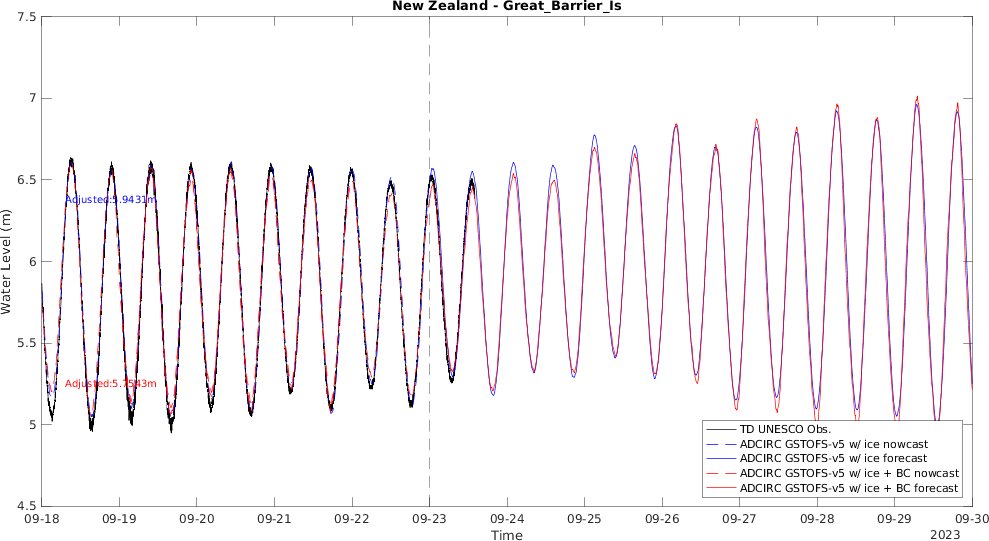 New Zealand - Great_Barrier_Is
7.5
7
6.5
6
5.5
5
4.5
Water Level (m)
Adjusted:5.9431m
Adjusted:5.7543m
TD UNESCO Obs.
ADCIRC GSTOFS-v5 w/ ice nowcast
ADCIRC GSTOFS-v5 w/ ice forecast
ADCIRC GSTOFS-v5 w/ ice + BC nowcast
ADCIRC GSTOFS-v5 w/ ice + BC forecast
09-18 09-19 09-20 09-21 09-22 09-23 09-24 09-25 09-26 09-27 09-28 09-29 09-30
Time
2023